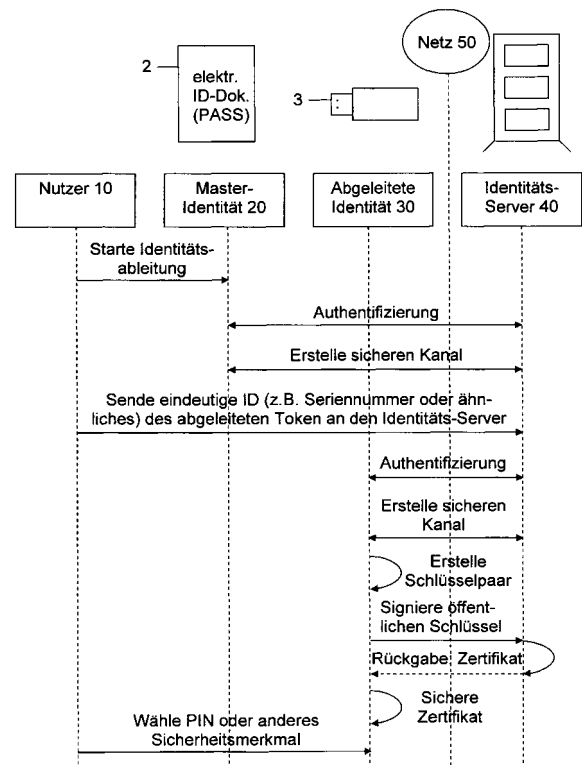 Netz 50
2
elektr.
ID-Dok.
(PASS)
3
Nutzer 10
Master-
Identität 20
Abgeleitete
Identität 30
Identitäts-
Server 40
Starte Identitäts-
ableitung
Authentifizierung
Erstelle sicheren Kanal
Sende eindeutige ID (z.B. Seriennummer oder ähn-
liches) des abgeleiteten Token an den Identitäts-Server
Authentifizierung
Erstelle sicheren
Kanal
Erstelle
Schlüsselpaar
Signiere öffent-
lichen Schlüssel
Rückgabe Zertifikat
Sichere
Zertifikat
Wähle PIN oder anderes
Sicherheitsmerkmal